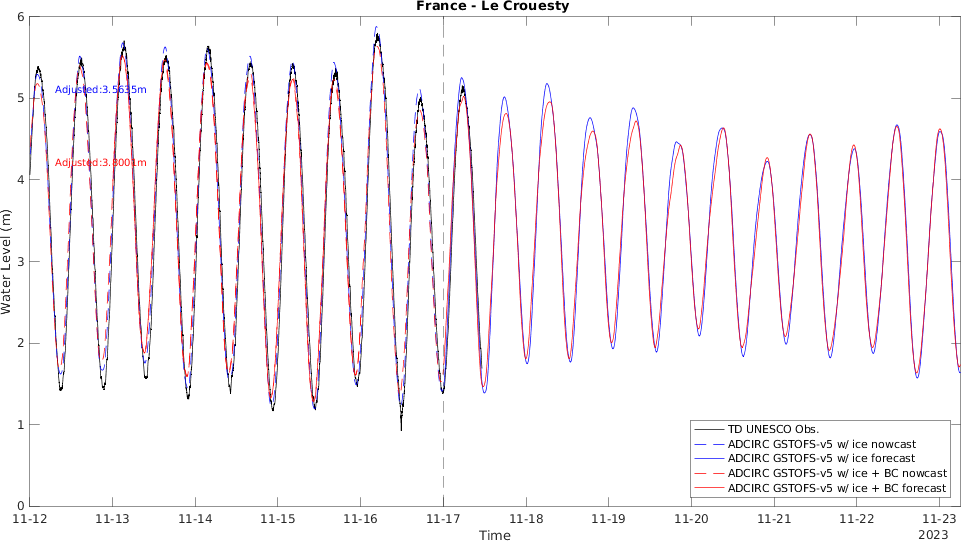 France - Le Crouesty
6
5
4
3
2
1
0
Water Level (m)
Adjusted:3.5635m
Adjusted:3.8001m
TD UNESCO Obs.
ADCIRC GSTOFS-v5 w/ ice nowcast
ADCIRC GSTOFS-v5 w/ ice forecast
ADCIRC GSTOFS-v5 w/ ice + BC nowcast
ADCIRC GSTOFS-v5 w/ ice + BC forecast
11-12 11-13 11-14 11-15 11-16 11-17 11-18 11-19 11-20 11-21 11-22 11-23
Time
2023